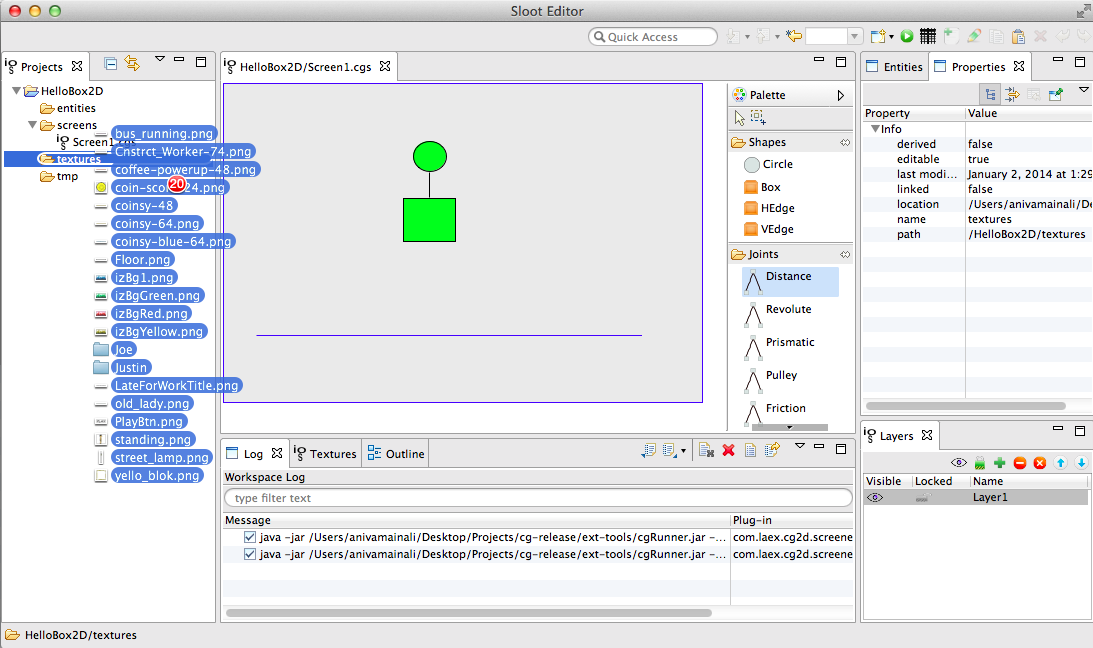 Sloot Editor
Quick Access
Projects
HelloBox2D
entities
screens
Screen1.cgs
textures
tmp
bus_running.png
Cnstrct_Worker-74.png
coffee-powerup-48.png
20
coinsy-48
coinsy-64.png
coinsy-blue-64.png
Floor.png
izBg1.png
izBgGreen.png
izBgRed.png
izBgYellow.png
Joe
Justin
LateForWorkTitle.png
old_lady.png
PlayBtn.png
standing.png
street_lamp.png
yello_blok.png
HelloBox2D/Screen1.cgs
Palette
Shapes
Circle
Box
HEdge
VEdge
Joints
Distance
Revolute
Prismatic
Pulley
Friction
Entities Properties
Property Value
Info
derived false
editable true
last modi... January 2, 2014 at 1:29
linked false
location /Users/anivamainali/De
name textures
path /HelloBox2D/textures
Log Textures Outline
Workspace Log
type filter text
Message Plug-in
java -jar /Users/anivamainali/Desktop/Projects/cg-release/ext-tools/cgRunner.jar -... com.laex.cg2d.screene
java -jar /Users/anivamainali/Desktop/Projects/cg-release/ext-tools/cgRunner.jar -... com.laex.cg2d.screene
Layers
Visible Locked Name
Layer1
HelloBox2D/textures